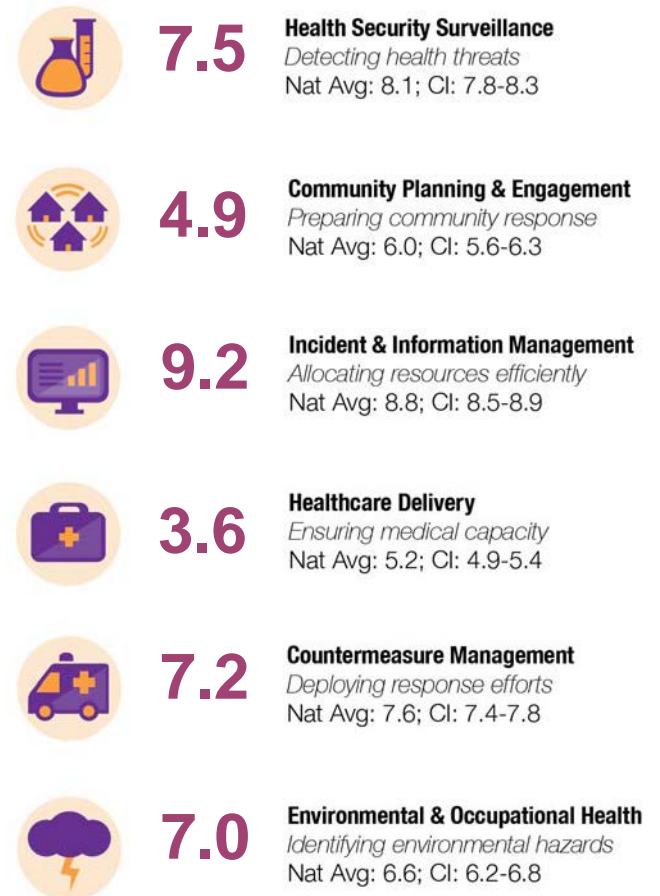 7.5
Health Security Surveillance
Detecting health threats
Nat Avg: 8.1; CI: 7.8-8.3
4.9
Community Planning & Engagement
Preparing community response
Nat Avg: 6.0; CI: 5.6-6.3
9.2
Incident & Information Management
Allocating resources efficiently
Nat Avg: 8.8; CI: 8.5-8.9
3.6
Healthcare Delivery
Ensuring medical capacity
Nat Avg: 5.2; CI: 4.9-5.4
7.2
Countermeasure Management
Deploying response efforts
Nat Avg: 7.6; CI: 7.4-7.8
7.0
Environmental & Occupational Health
Identifying environmental hazards
Nat Avg: 6.6; CI: 6.2-6.8